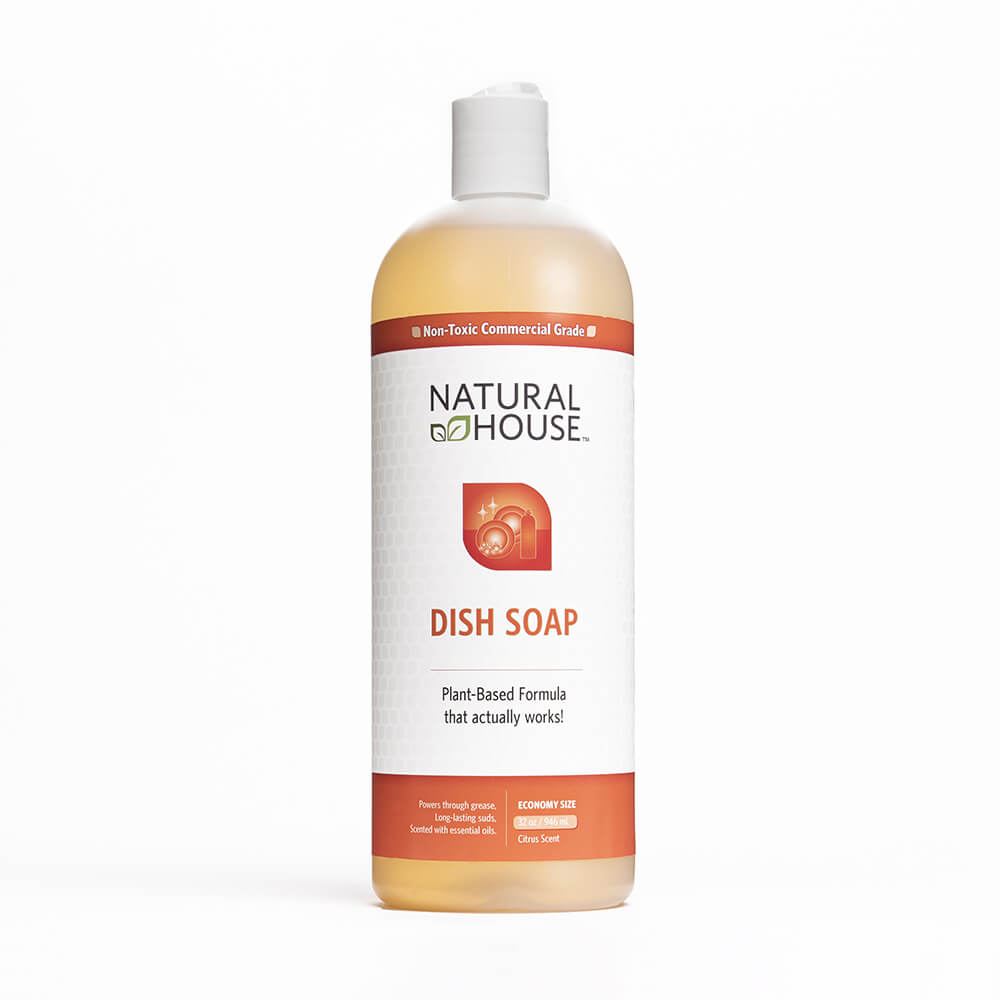 Non-Toxic Commercial Grade
NATURAL
HOUSE™
DISH SOAP
Plant-Based Formula
that actually works!
Powers through grease,
Long-lasting suds,
Scented with essential oils.
ECONOMY SIZE
32 oz / 946 mL
Citrus Scent